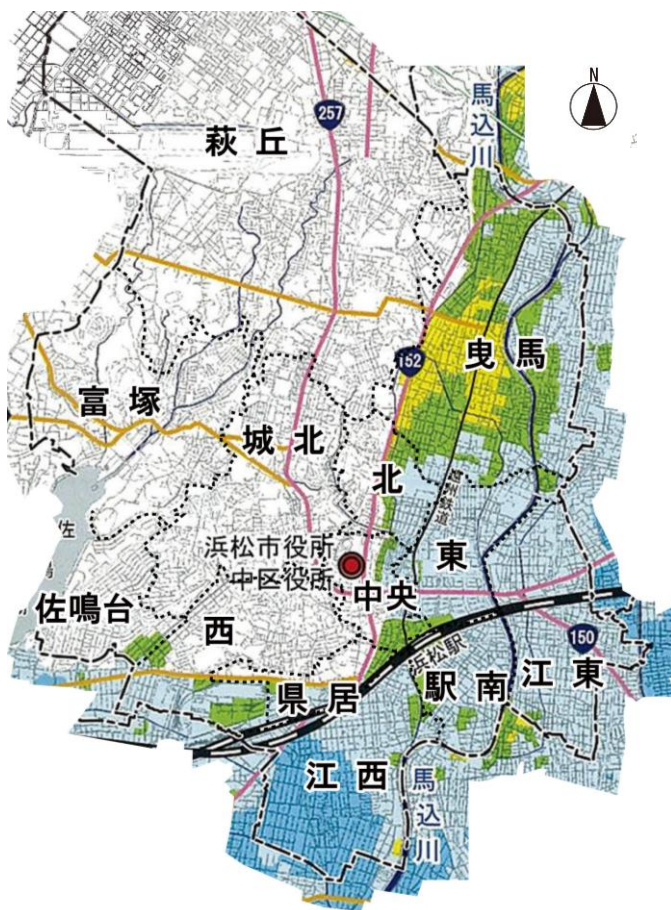 N
馬込川
257
萩丘
152
曳馬
富塚
城北
北
遠州鉄道
佐鳴
浜松市役所
中区役所
東
中央
佐鳴台
西
浜松駅
150
県居
駅南
江東
江西
馬込川